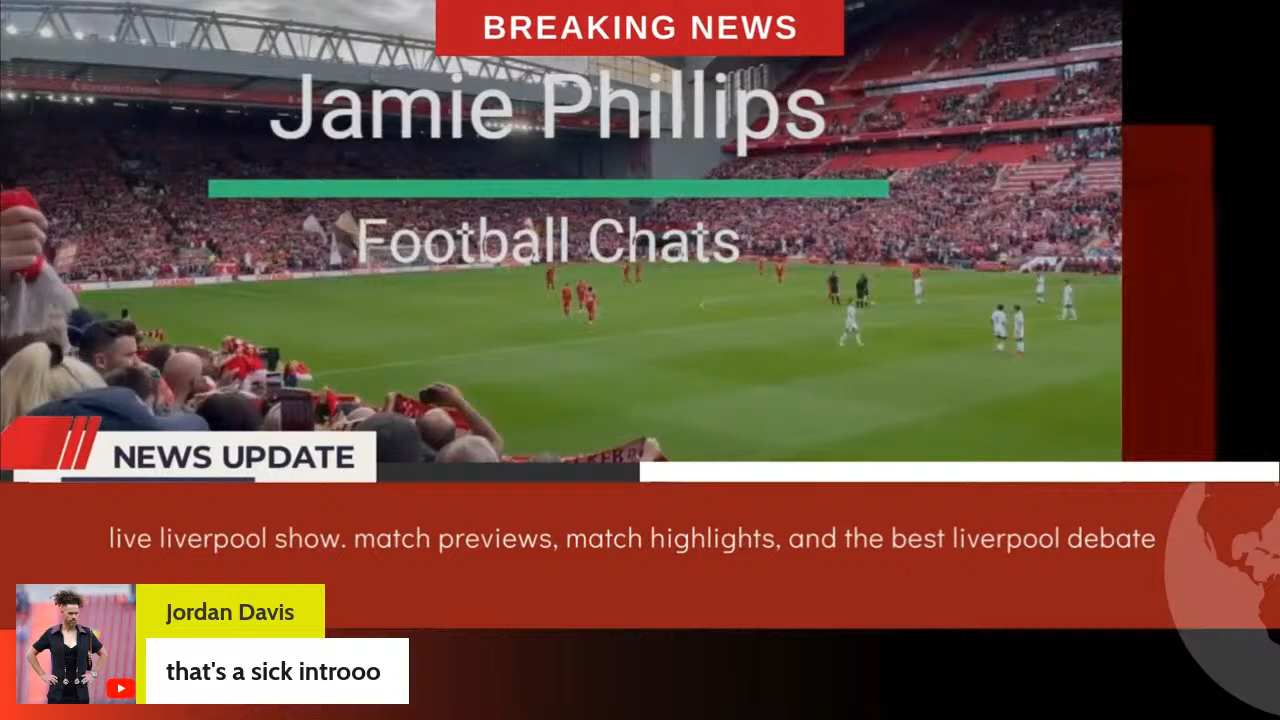 BREAKING NEWS
Jamie Phillips
Football Chats
NEWS UPDATE
live liverpool show. match previews, match highlights, and the best liverpool debate
Jordan Davis
that's a sick introoo